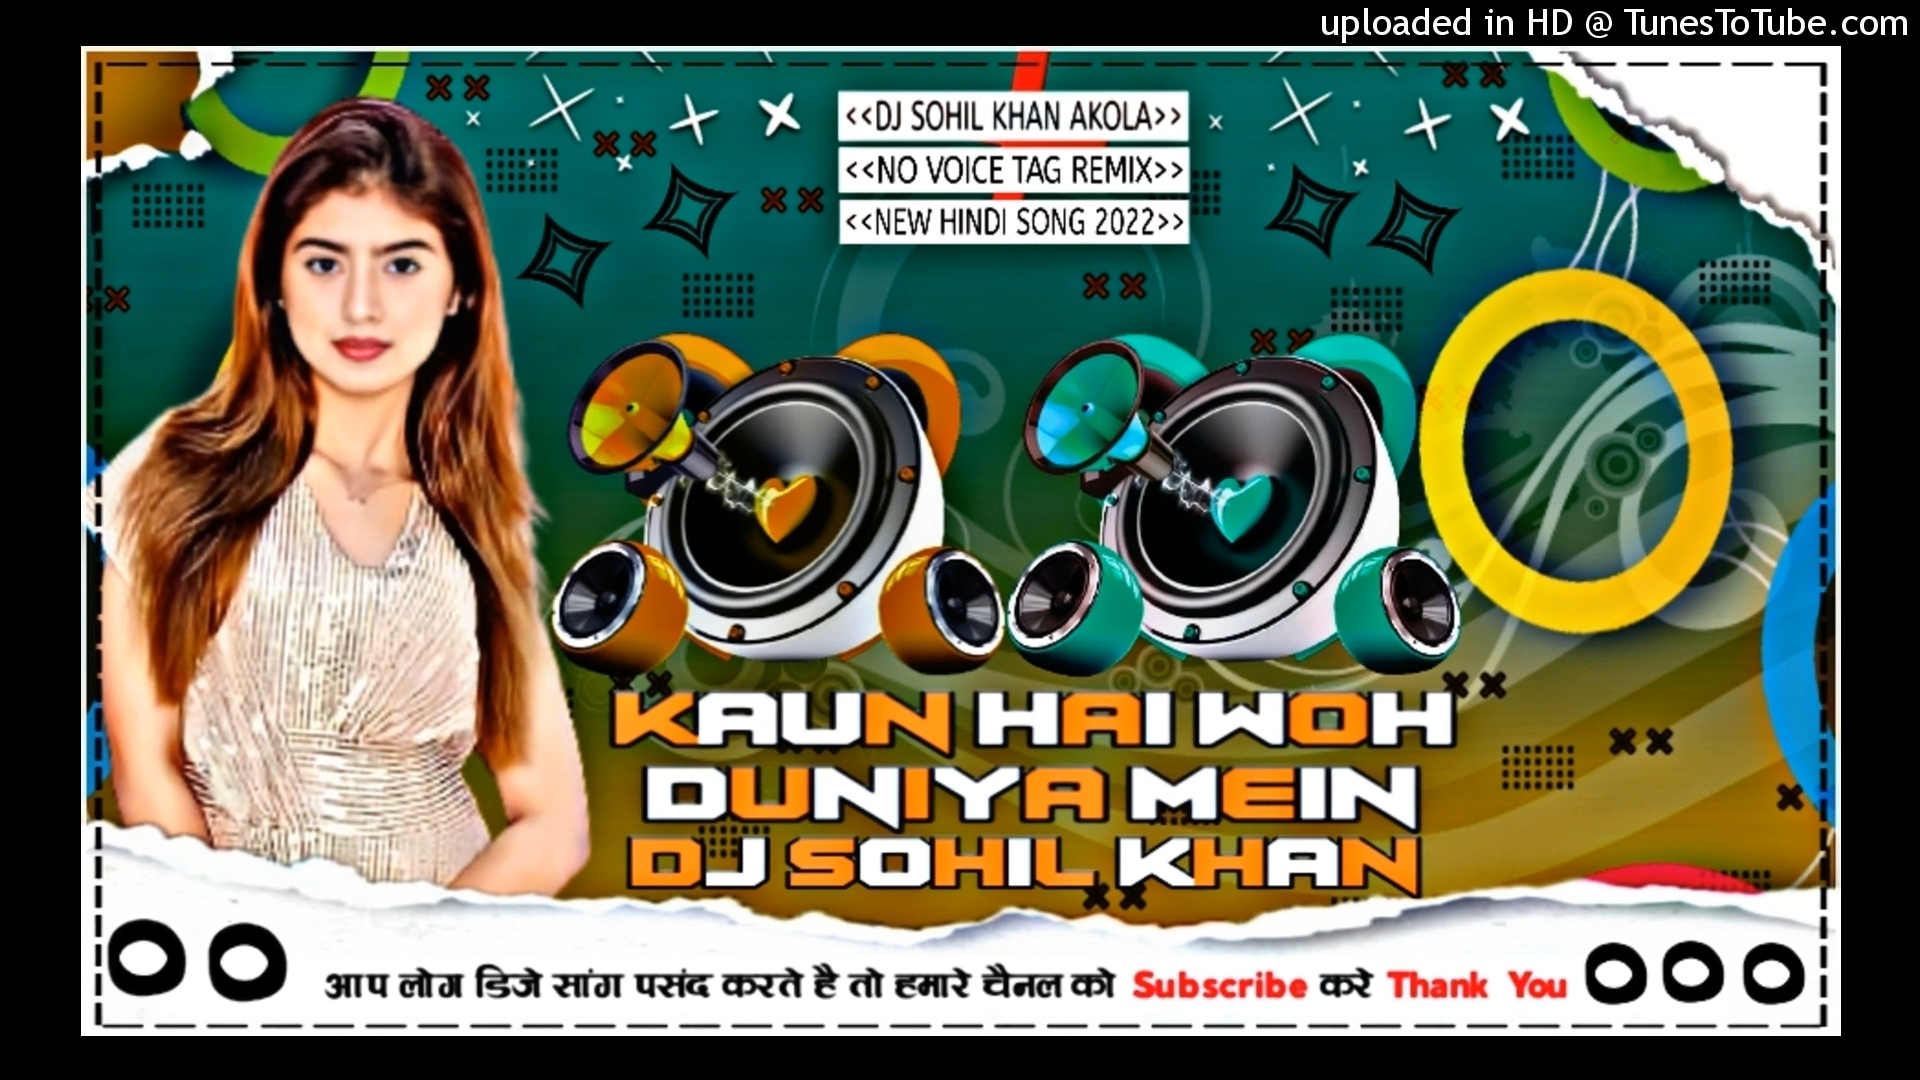 uploaded in HD @ TunesToTube.com
<<DJ SOHIL KHAN AKOLA>>
<<NO VOICE TAG REMIX>>
<<NEW HINDI SONG 2022>>
KAUN HAI WOH
DUNIYA MEIN
DJ SOHIL KHAN
आप लोग डिजे सांग पसंद करते है तो हमारे चैनल को Subscribe करे Thank You